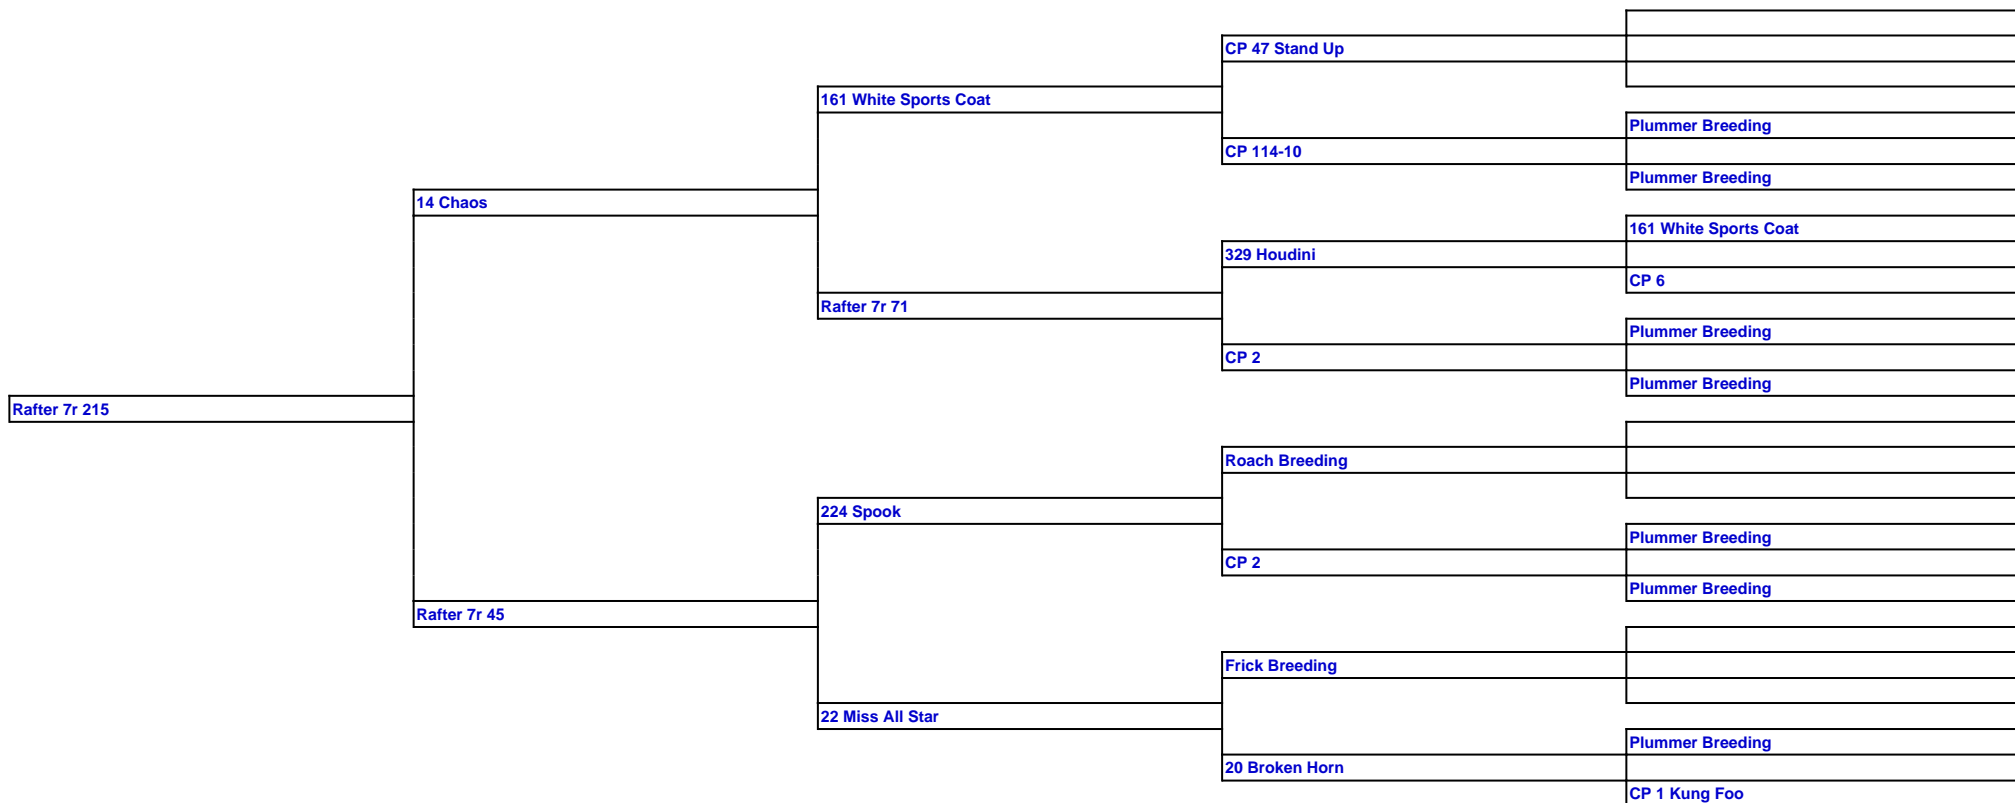 CP 47 Stand Up
161 White Sports Coat
Plummer Breeding
CP 114-10
Plummer Breeding
14 Chaos
161 White Sports Coat
329 Houdini
CP 6
Rafter 7r 71
Plummer Breeding
CP 2
Plummer Breeding
Rafter 7r 215
Roach Breeding
224 Spook
Plummer Breeding
CP 2
Plummer Breeding
Rafter 7r 45
Frick Breeding
22 Miss All Star
Plummer Breeding
20 Broken Horn
CP 1 Kung Foo